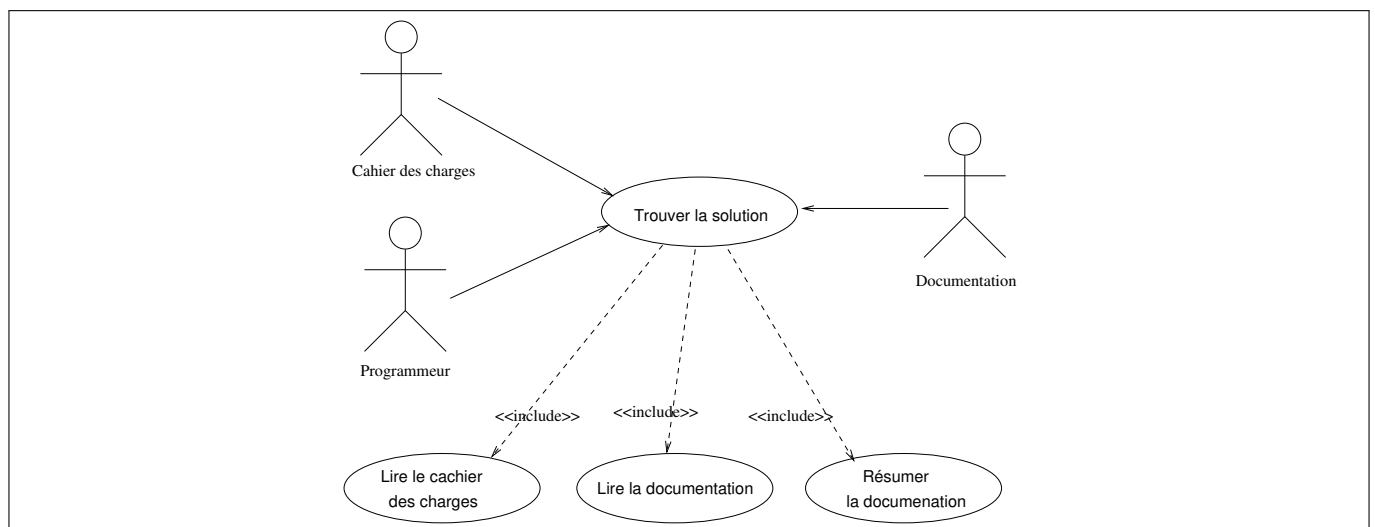 Cahier des charges
Trouver la solution
Documentation
Programmeur
<<include>>
<<include>>
<<include>>
Lire le cachier
des charges
Lire la documentation
Résumer
la documenation